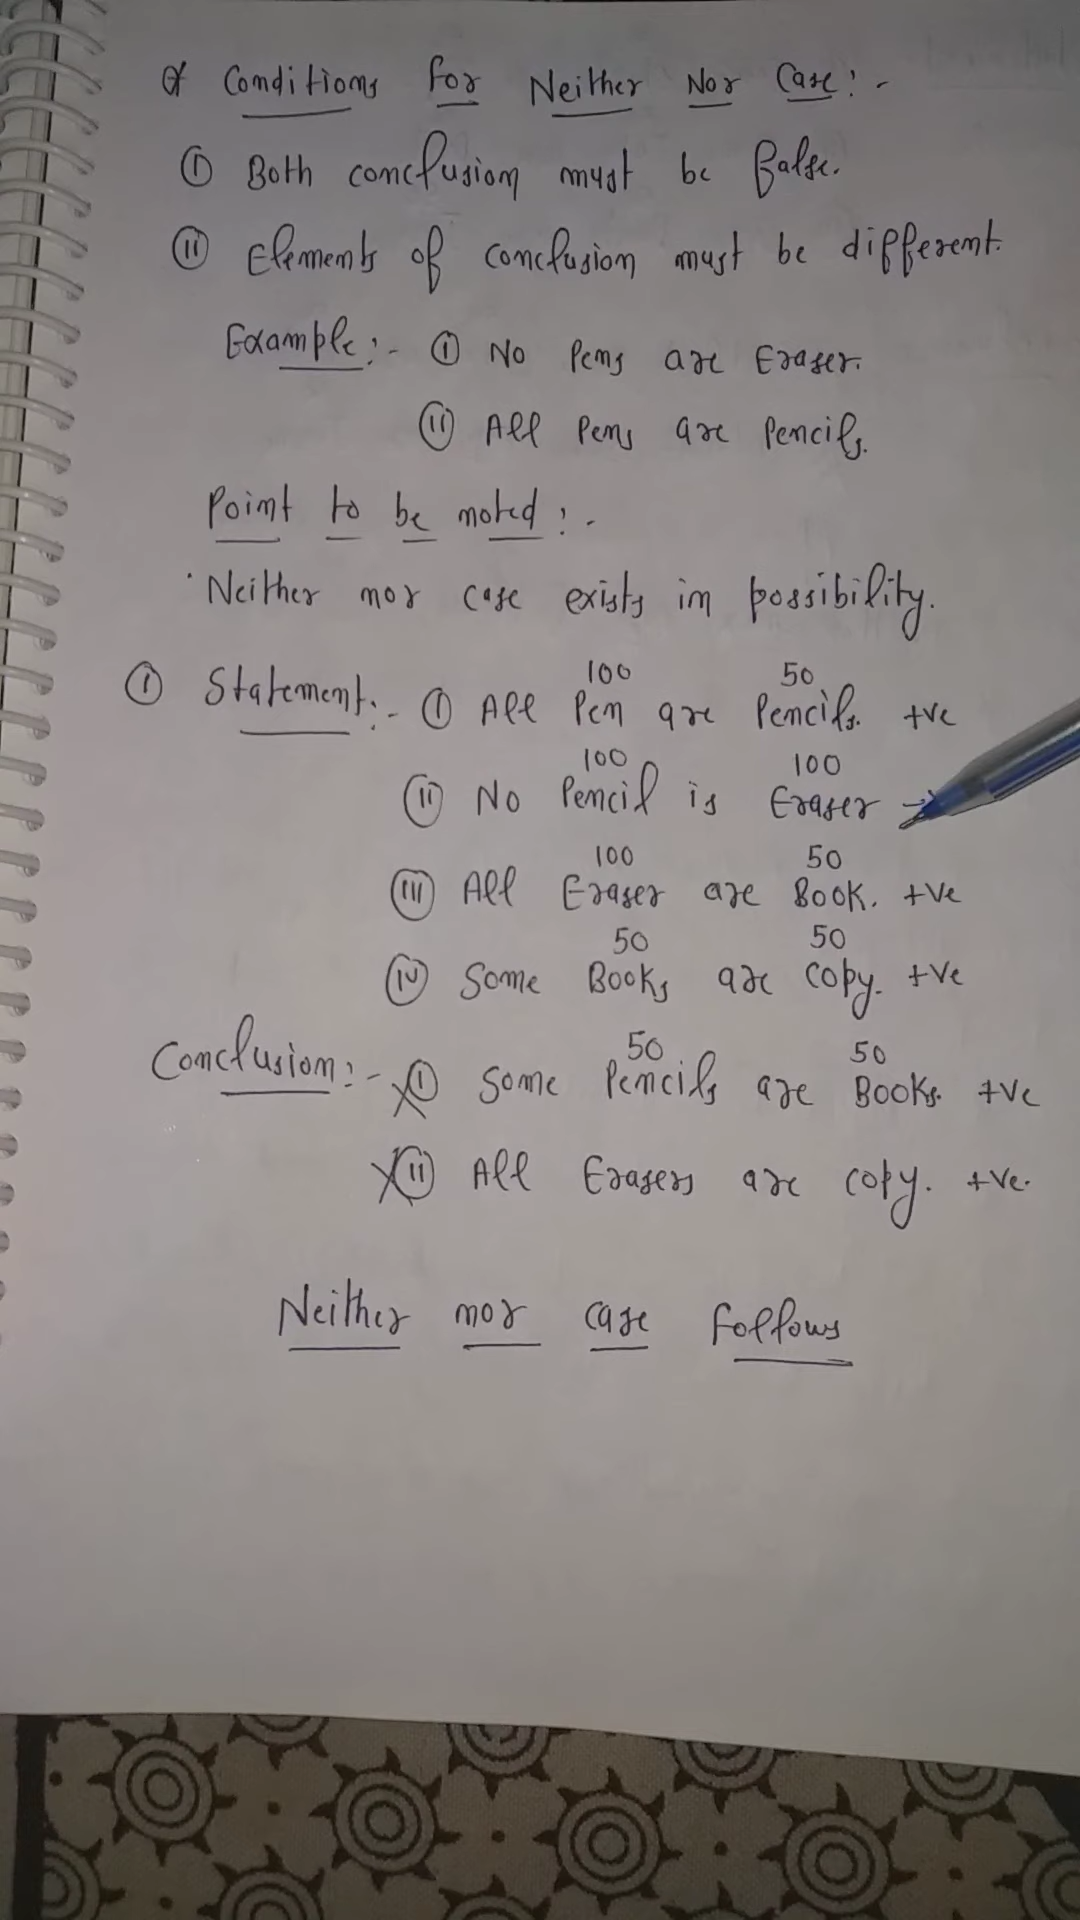 * Conditions for Neither Nor Case:-
(I) Both conclusion must be false.
(II) Elements of conclusion must be different.
Example:- (I) No Pens are Eraser.
(II) All Pens are Pencils.
Point to be noted:-
• Neither nor case exists in possibility.
100 50
(I) Statement:- (I) All Pen are Pencils. +ve
100 100
(II) No Pencil is Eraser
100 50
(III) All Eraser are Book. +ve
50 50
(IV) Some Books are copy. +ve
50 50
Conclusion:- X(I) Some Pencils are Books. +ve
X(II) All Erasers are copy. +ve.
Neither nor case follows